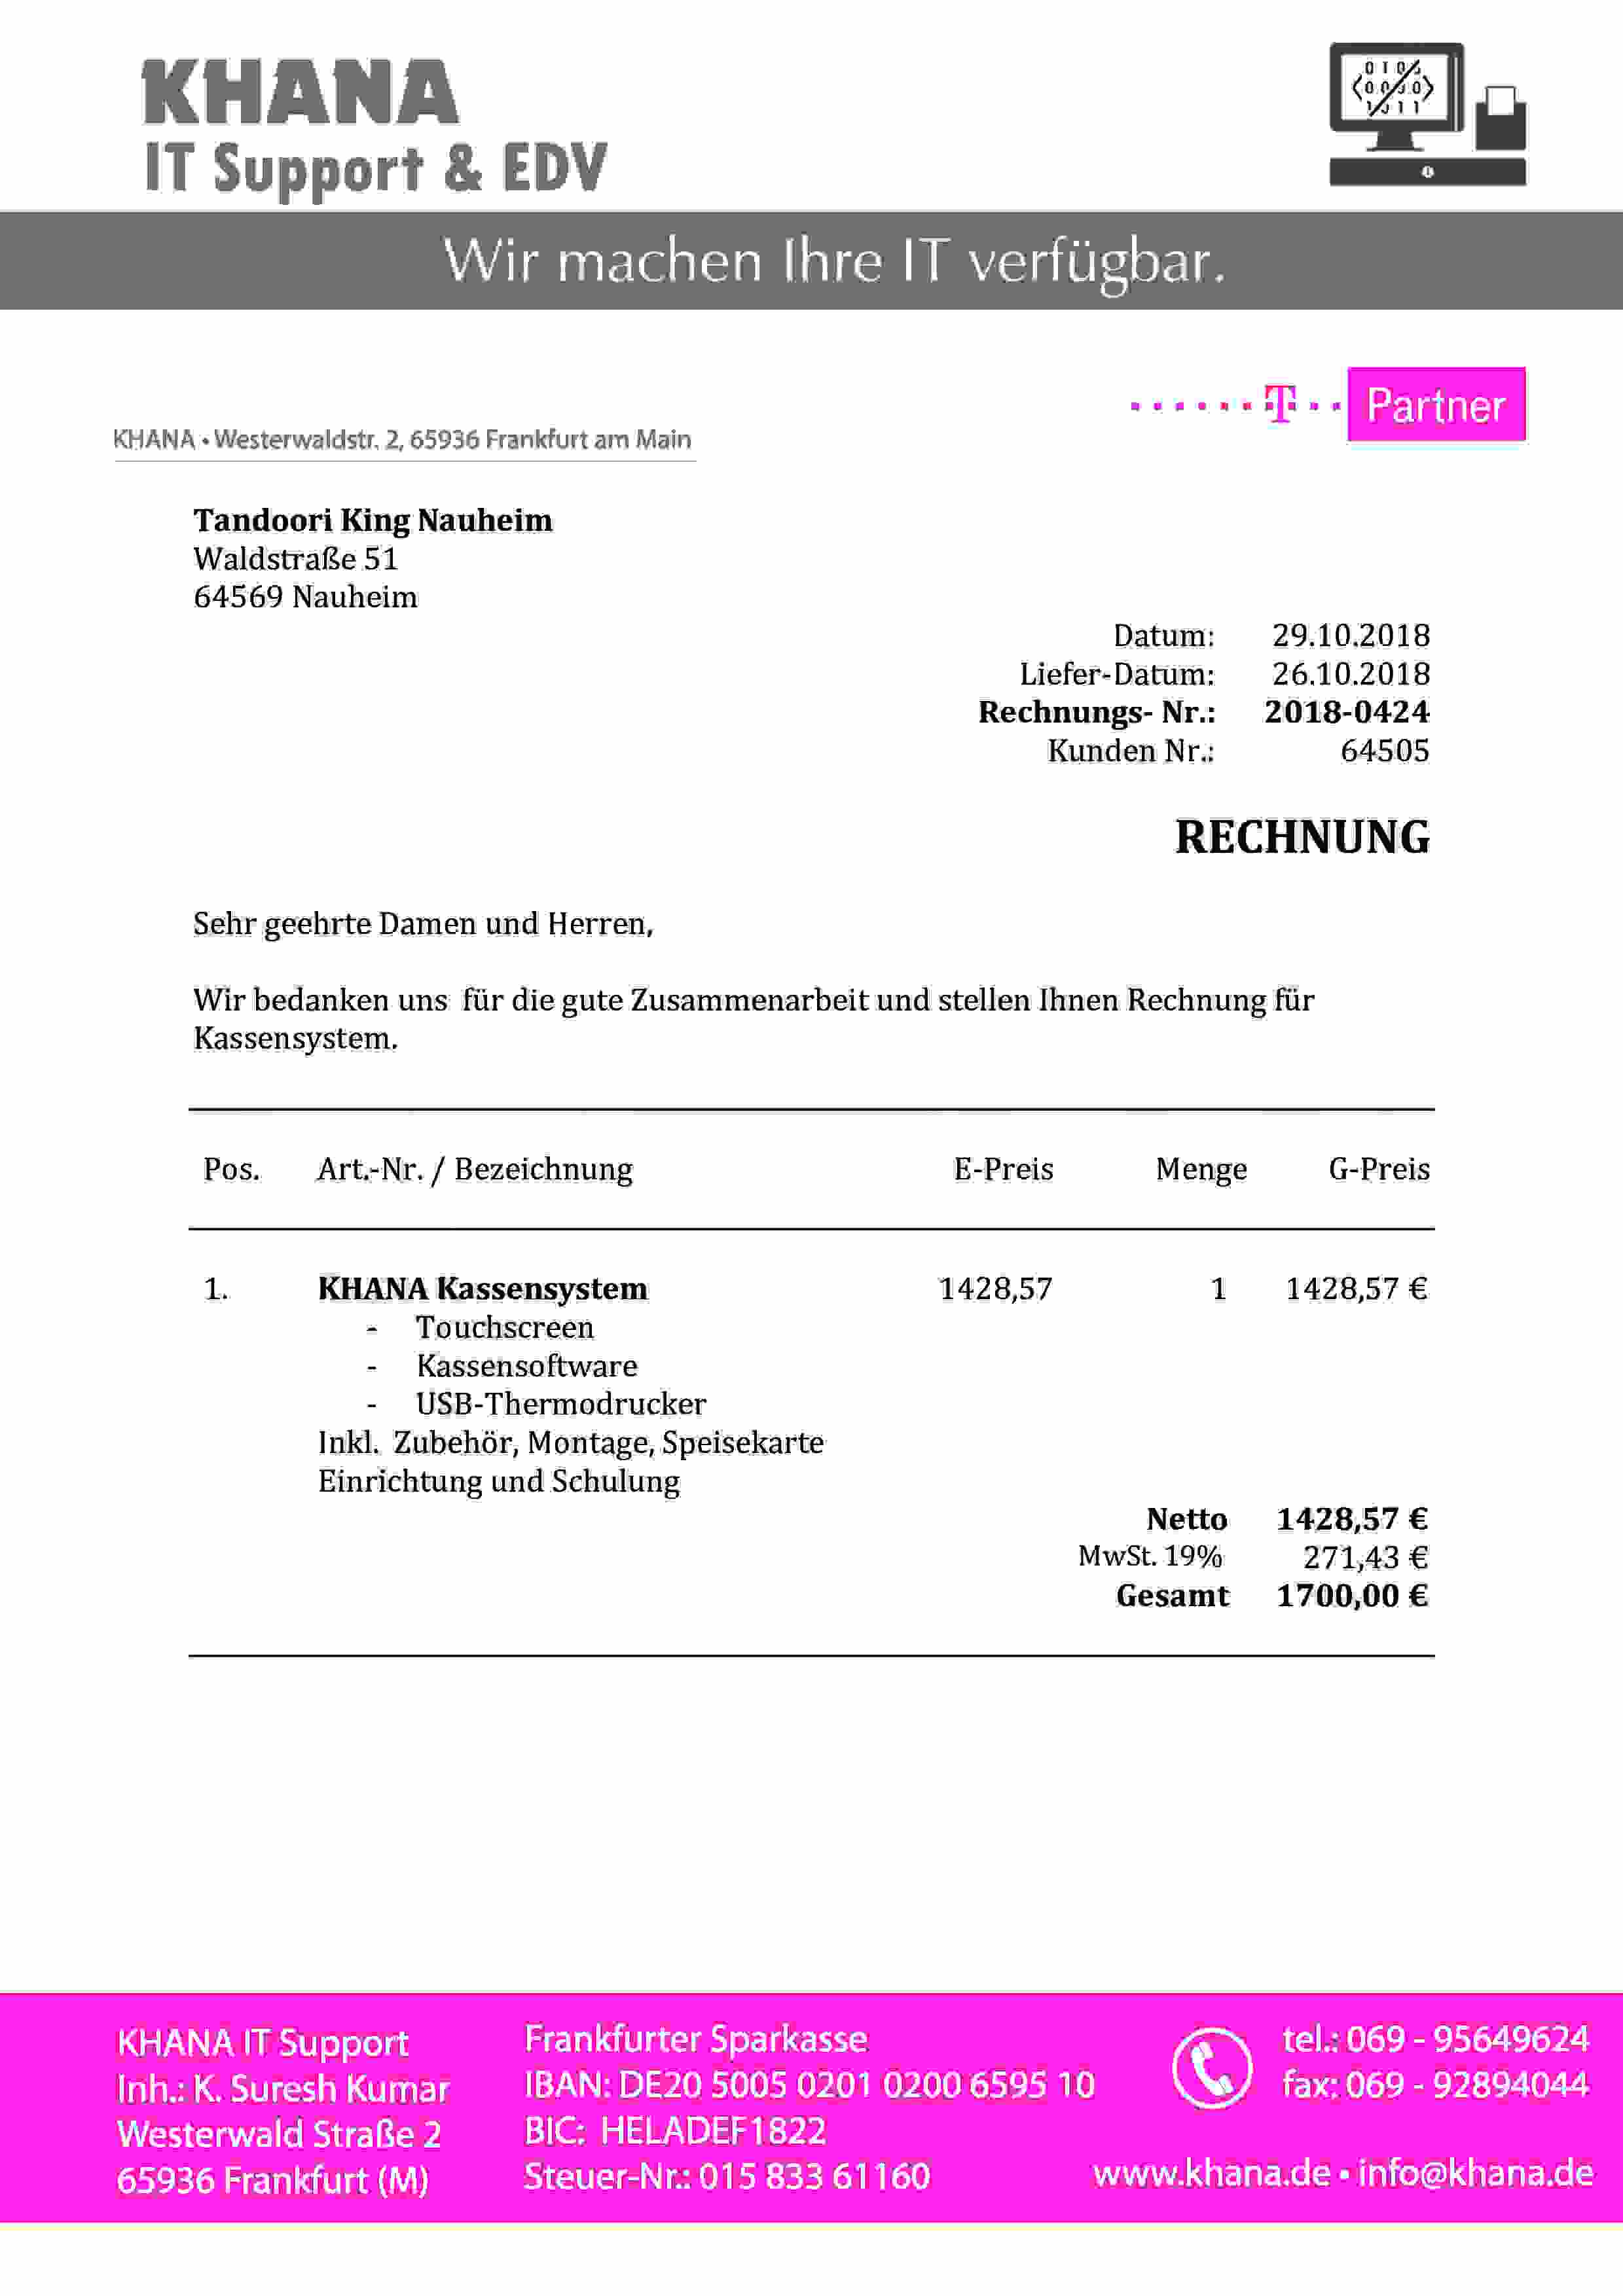 KHANA
IT Support & EDV
Wir machen Ihre IT verfügbar.
T Partner
KHANA • Westerwaldstr. 2, 65936 Frankfurt am Main
Tandoori King Nauheim
Waldstraße 51
64569 Nauheim
Datum: 29.10.2018
Liefer-Datum: 26.10.2018
Rechnungs- Nr.: 2018-0424
Kunden Nr.: 64505
RECHNUNG
Sehr geehrte Damen und Herren,
Wir bedanken uns für die gute Zusammenarbeit und stellen Ihnen Rechnung für
Kassensystem.
Pos. Art.-Nr. / Bezeichnung E-Preis Menge G-Preis
1. KHANA Kassensystem 1428,57 1 1428,57 €
- Touchscreen
- Kassensoftware
- USB-Thermodrucker
Inkl. Zubehör, Montage, Speisekarte
Einrichtung und Schulung
Netto 1428,57 €
MwSt. 19% 271,43 €
Gesamt 1700,00 €
KHANA IT Support
Inh.: K. Suresh Kumar
Westerwald Straße 2
65936 Frankfurt (M)
Frankfurter Sparkasse
IBAN: DE20 5005 0201 0200 6595 10
BIC: HELADEF1822
Steuer-Nr.: 015 833 61160
tel.: 069 - 95649624
fax: 069 - 92894044
www.khana.de • info@khana.de